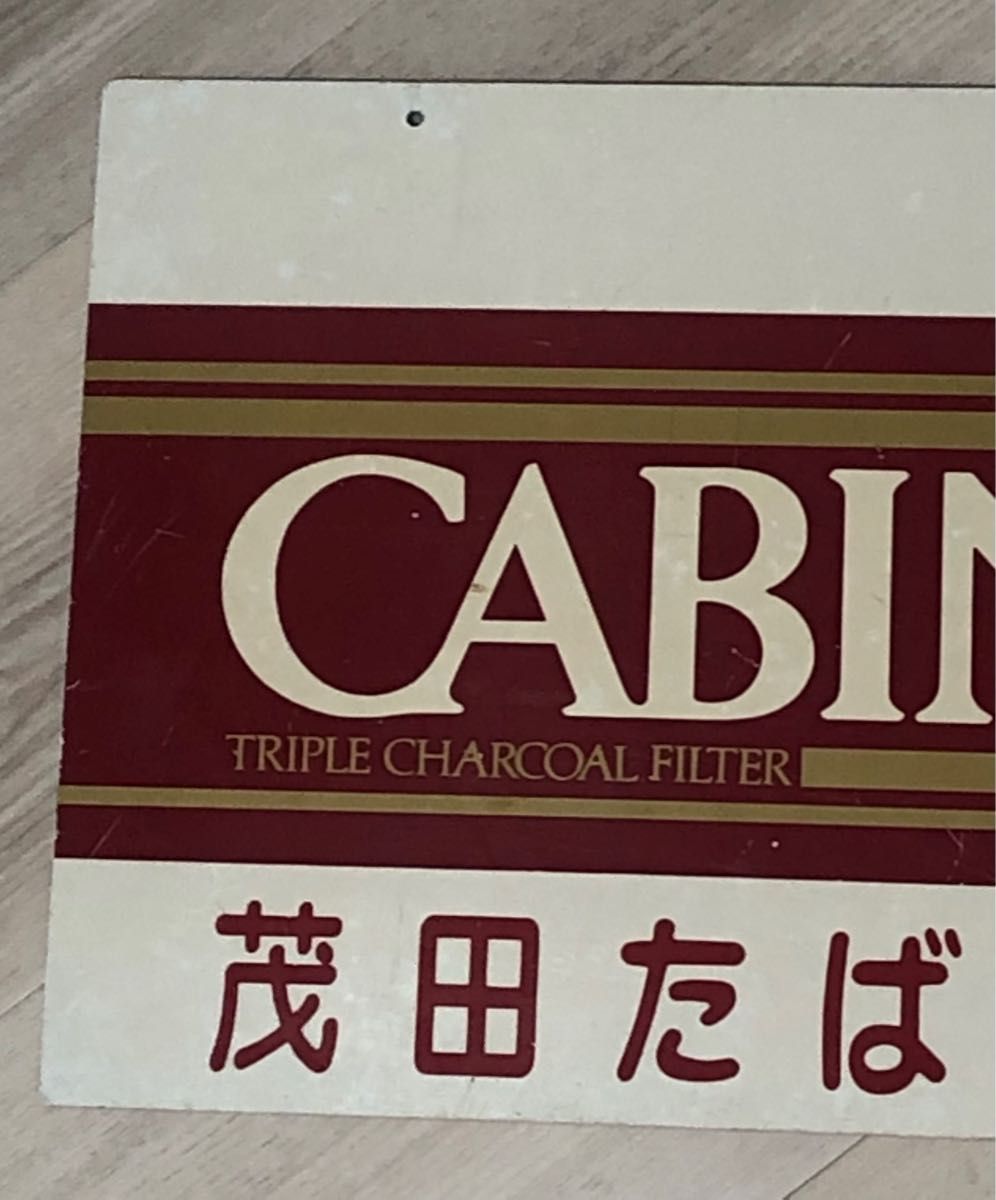 CABIN
TRIPLE CHARCOAL FILTER
茂田たば